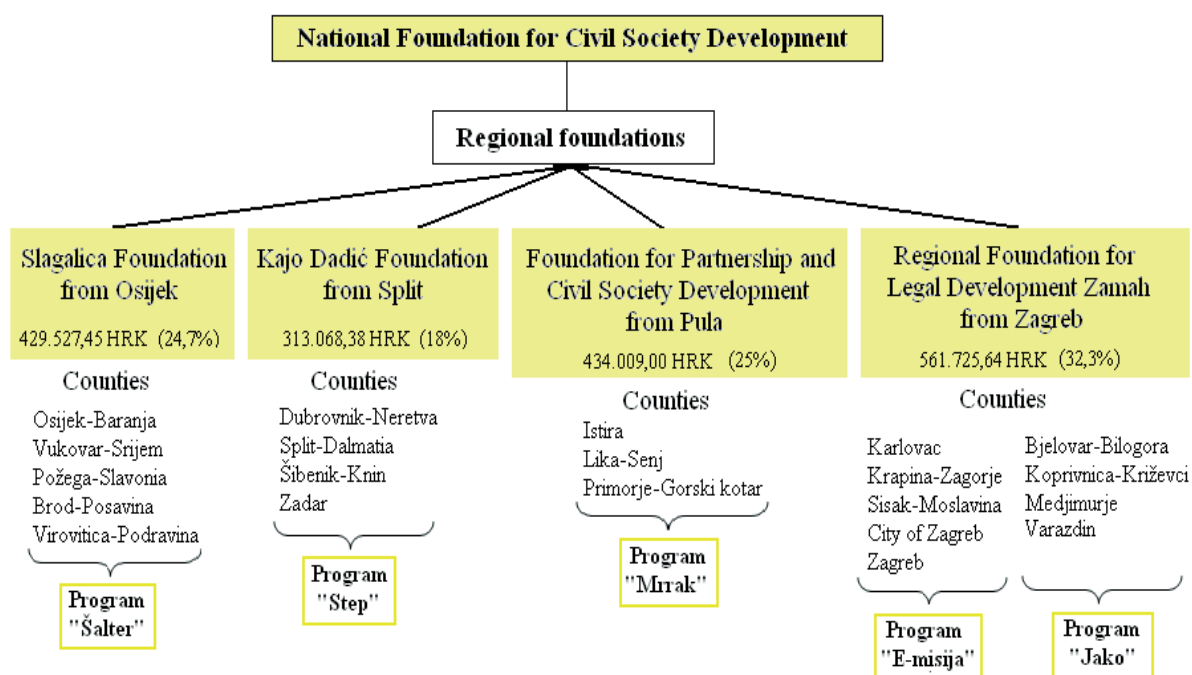 National Foundation for Civil Society Development
Regional foundations
Slagalica Foundation
from Osijek
429.527,45 HRK (24,7%)
Counties
Osijek-Baranja
Vukovar-Srijem
Požega-Slavonia
Brod-Posavina
Virovitica-Podravina
Program
"Šalter"
Kajo Dadić Foundation
from Split
313.068,38 HRK (18%)
Counties
Dubrovnik-Neretva
Split-Dalmatia
Šibenik-Knin
Zadar
Program
"Step"
Foundation for Partnership and
Civil Society Development
from Pula
434.009,00 HRK (25%)
Counties
Istira
Lika-Senj
Primorje-Gorski kotar
Program
"Mrrak"
Regional Foundation for
Legal Development Zamah
from Zagreb
561.725,64 HRK (32,3%)
Counties
Karlovac
Krapina-Zagorje
Sisak-Moslavina
City of Zagreb
Zagreb
Program
"E-misija"
Bjelovar-Bilogora
Koprivnica-Križevci
Medjimurje
Varazdin
Program
"Jako"